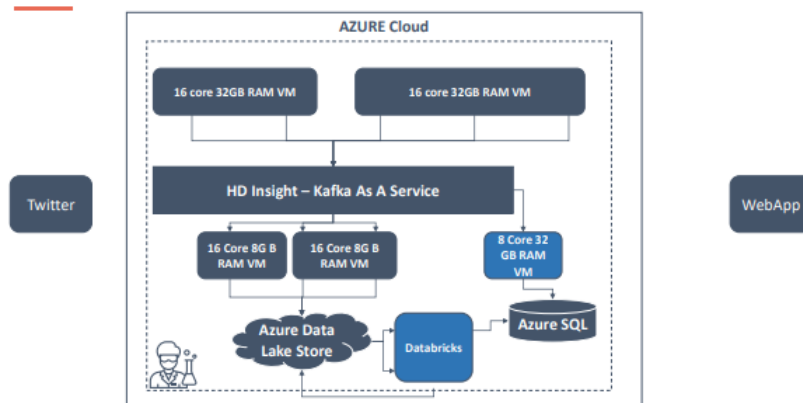 AZURE Cloud
16 core 32GB RAM VM
16 core 32GB RAM VM
HD Insight – Kafka As A Service
Twitter
WebApp
16 Core 8G B
RAM VM
16 Core 8G B
RAM VM
8 Core 32
GB RAM
VM
Azure Data
Lake Store
Databricks
Azure SQL